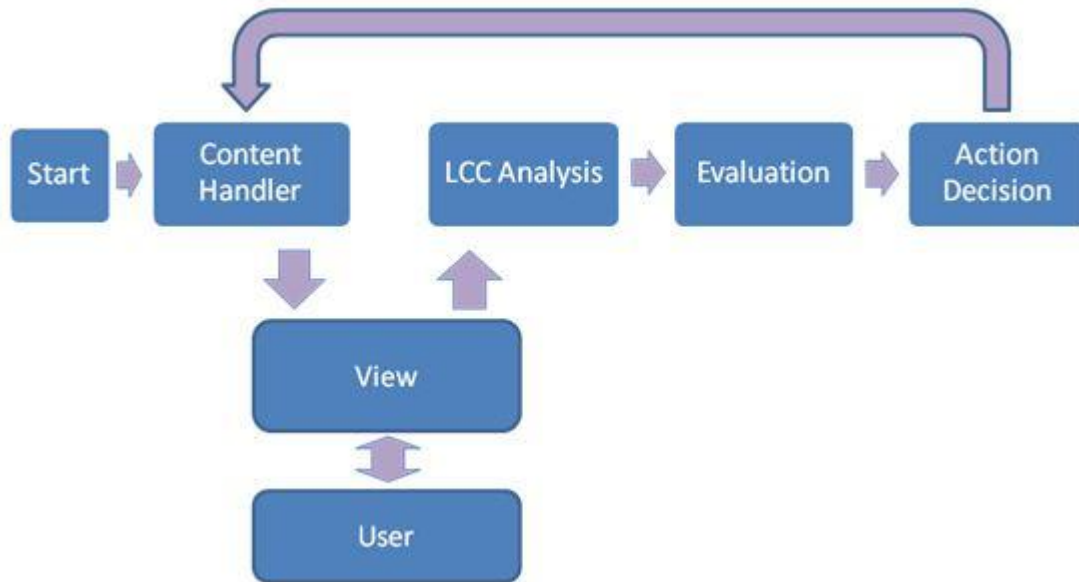 Start
Content
Handler
LCC Analysis
Evaluation
Action
Decision
View
User